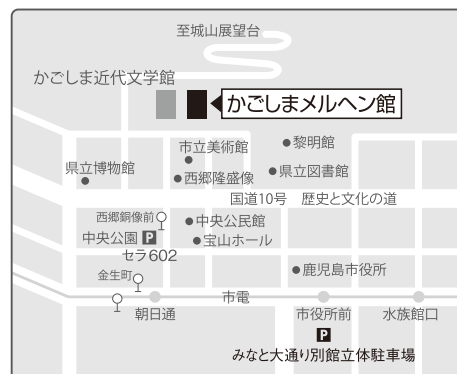 至城山展望台
かごしま近代文学館
かごしまメルヘン館
市立美術館
黎明館
県立博物館
西郷隆盛像
県立図書館
国道10号 歴史と文化の道
西郷銅像前
中央公民館
中央公園 P
宝山ホール
セラ602
金生町
鹿児島市役所
市電
朝日通
市役所前
水族館口
P
みなと大通り別館立体駐車場